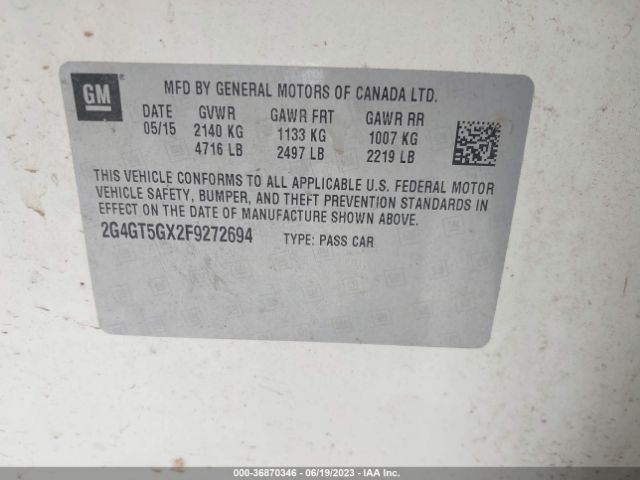 GM
MFD BY GENERAL MOTORS OF CANADA LTD.
DATE GVWR GAWR FRT GAWR RR
05/15 2140 KG 1133 KG 1007 KG
4716 LB 2497 LB 2219 LB
THIS VEHICLE CONFORMS TO ALL APPLICABLE U.S. FEDERAL MOTOR
VEHICLE SAFETY, BUMPER, AND THEFT PREVENTION STANDARDS IN
EFFECT ON THE DATE OF MANUFACTURE SHOWN ABOVE.
2G4GT5GX2F9272694 TYPE: PASS CAR
000-36870346 - 06/19/2023 - IAA Inc.